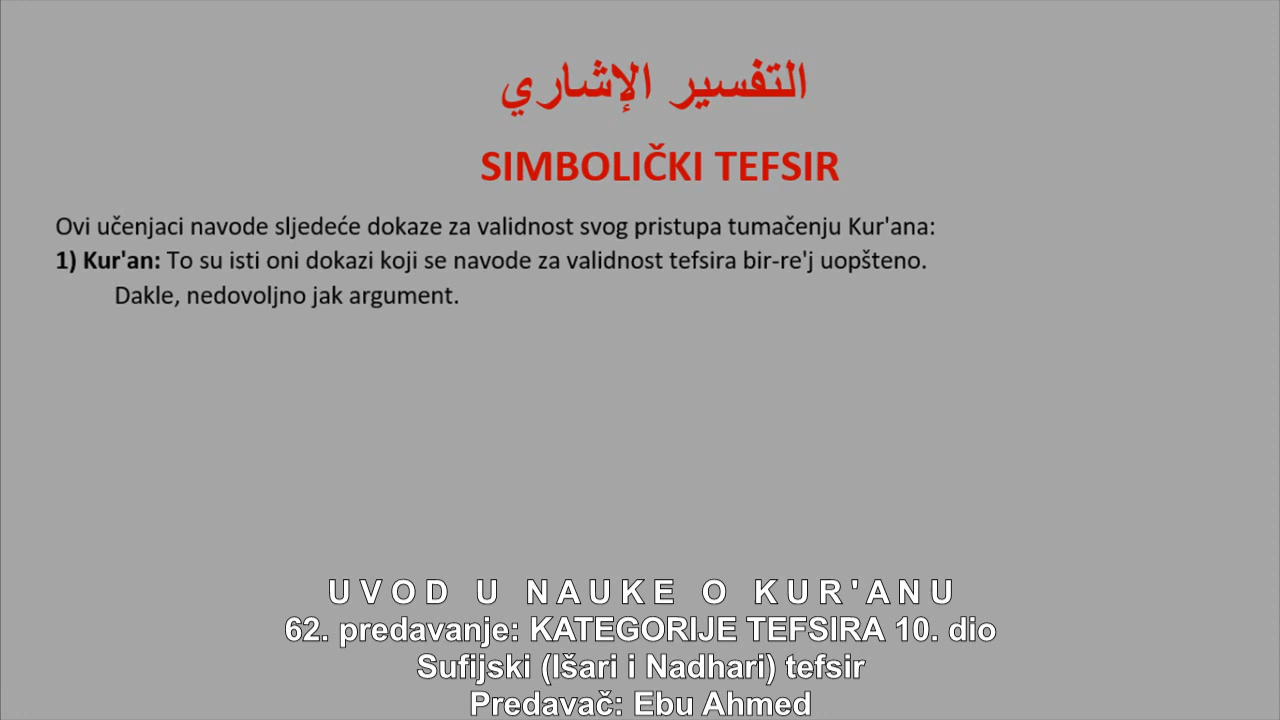 التفسير الإشاري
SIMBOLIČKI TEFSIR
Ovi učenjaci navode sljedeće dokaze za validnost svog pristupa tumačenju Kur'ana:
1) Kur'an: To su isti oni dokazi koji se navode za validnost tefsira bir-re'j uopšteno.
Dakle, nedovoljno jak argument.
U V O D   U   N A U K E   O   K U R ' A N U
62. predavanje: KATEGORIJE TEFSIRA 10. dio
Sufijski (Išari i Nadhari) tefsir
Predavač: Ebu Ahmed